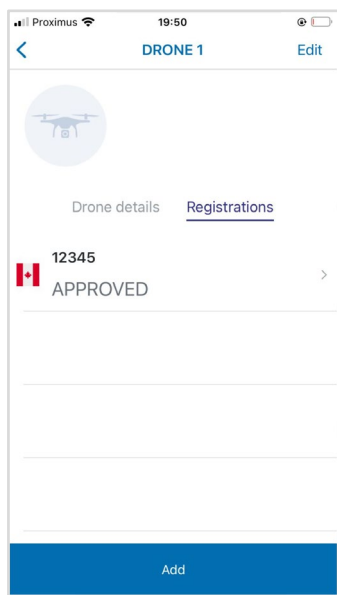 Proximus 19:50
DRONE 1 Edit
Drone details Registrations
12345
APPROVED
Add